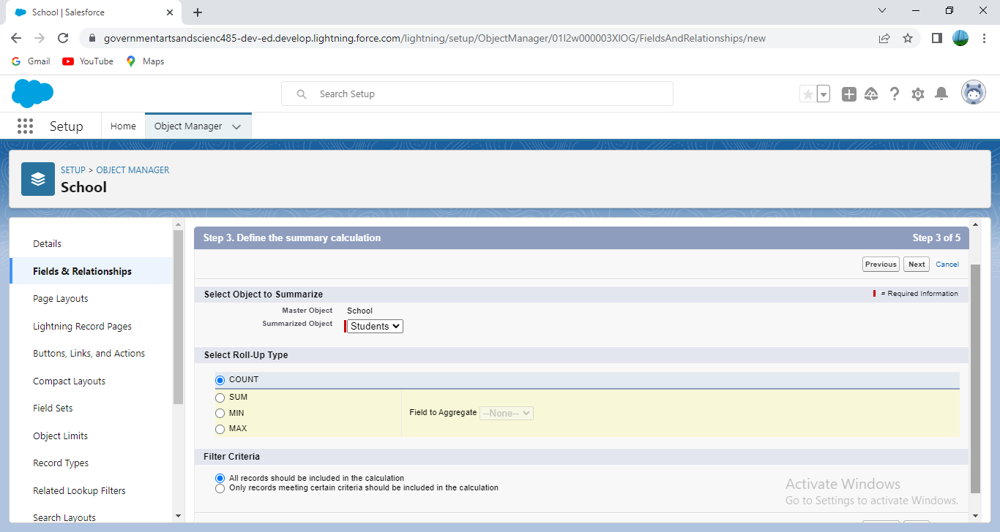 School | Salesforce
governmentartsandscienc485-dev-ed.develop.lightning.force.com/lightning/setup/ObjectManager/01I2w000003XlOG/FieldsAndRelationships/new
Gmail YouTube Maps
Search Setup
Setup Home Object Manager
SETUP > OBJECT MANAGER
School
Details
Fields & Relationships
Page Layouts
Lightning Record Pages
Buttons, Links, and Actions
Compact Layouts
Field Sets
Object Limits
Record Types
Related Lookup Filters
Search Layouts
Step 3. Define the summary calculation Step 3 of 5
Previous Next Cancel
Select Object to Summarize = Required Information
Master Object School
Summarized Object Students
Select Roll-Up Type
COUNT
SUM
MIN
MAX
Field to Aggregate --None--
Filter Criteria
All records should be included in the calculation
Only records meeting certain criteria should be included in the calculation
Activate Windows
Go to Settings to activate Windows.